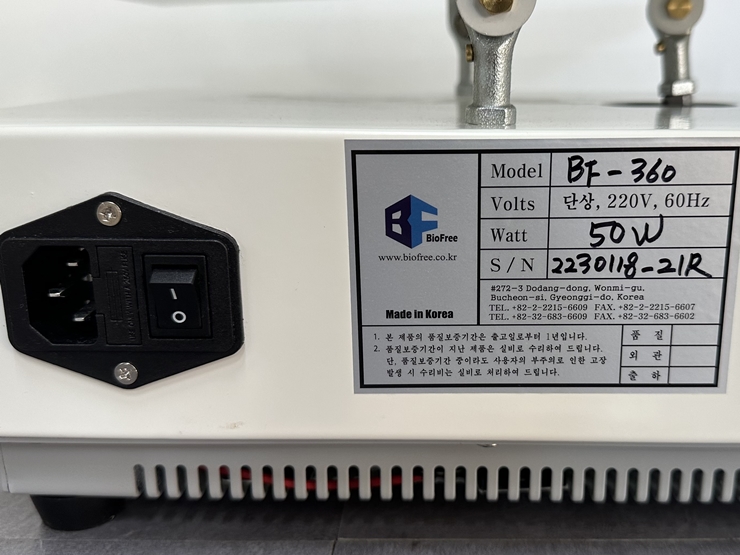 BF
BioFree
www.biofree.co.kr
Made in Korea
Model BF-360
Volts 단상, 220V, 60Hz
Watt 50W
S / N 2230118-21R
#272-3 Dodang-dong, Wonmi-gu,
Bucheon-si, Gyeonggi-do, Korea
TEL. +82-2-2215-6609 FAX. +82-2-2215-6607
TEL. +82-32-683-6609 FAX. +82-32-683-6602
1. 본 제품의 품질보증기간은 출고일로부터 1년입니다.
2. 품질보증기간이 지난 제품은 실비로 수리하여 드립니다.
단, 품질보증기간 중이라도 사용자의 부주의로 인한 고장
발생 시 수리비는 실비로 처리하여 드립니다.
품 질
외 관
출 하